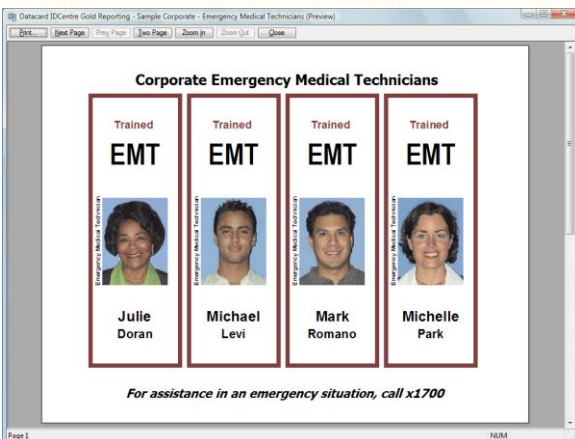 Datacard IDCentre Gold Reporting - Sample Corporate - Emergency Medical Technicians (Preview)
Print... Next Page Prev Page Two Page Zoom In Zoom Out Close
Corporate Emergency Medical Technicians
Trained
EMT
Emergency Medical Technician
Julie
Doran
Trained
EMT
Emergency Medical Technician
Michael
Levi
Trained
EMT
Emergency Medical Technician
Mark
Romano
Trained
EMT
Emergency Medical Technician
Michelle
Park
For assistance in an emergency situation, call x1700
Page 1 NUM